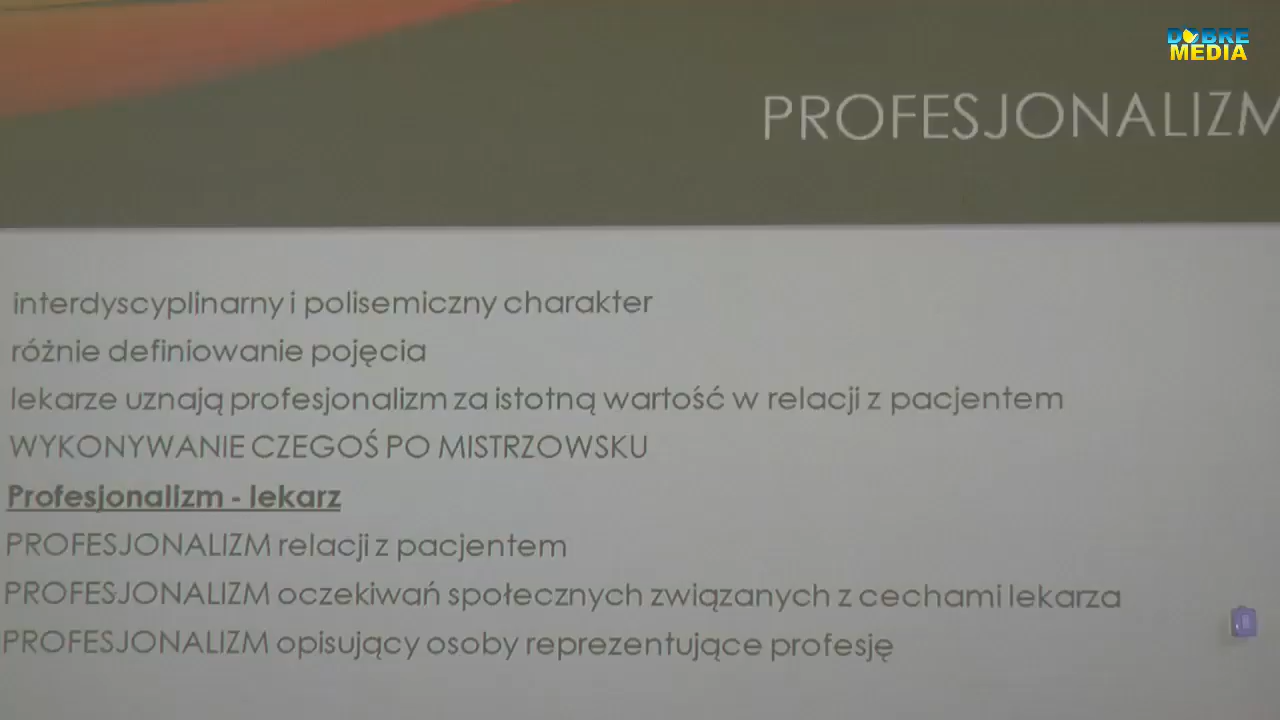 DOBRE
MEDIA
PROFESJONALIZM
interdyscyplinarny i polisemiczny charakter
różnie definiowanie pojęcia
lekarze uznają profesjonalizm za istotną wartość w relacji z pacjentem
WYKONYWANIE CZEGOŚ PO MISTRZOWSKU
Profesjonalizm - lekarz
PROFESJONALIZM relacji z pacjentem
PROFESJONALIZM oczekiwań społecznych związanych z cechami lekarza
PROFESJONALIZM opisujący osoby reprezentujące profesję